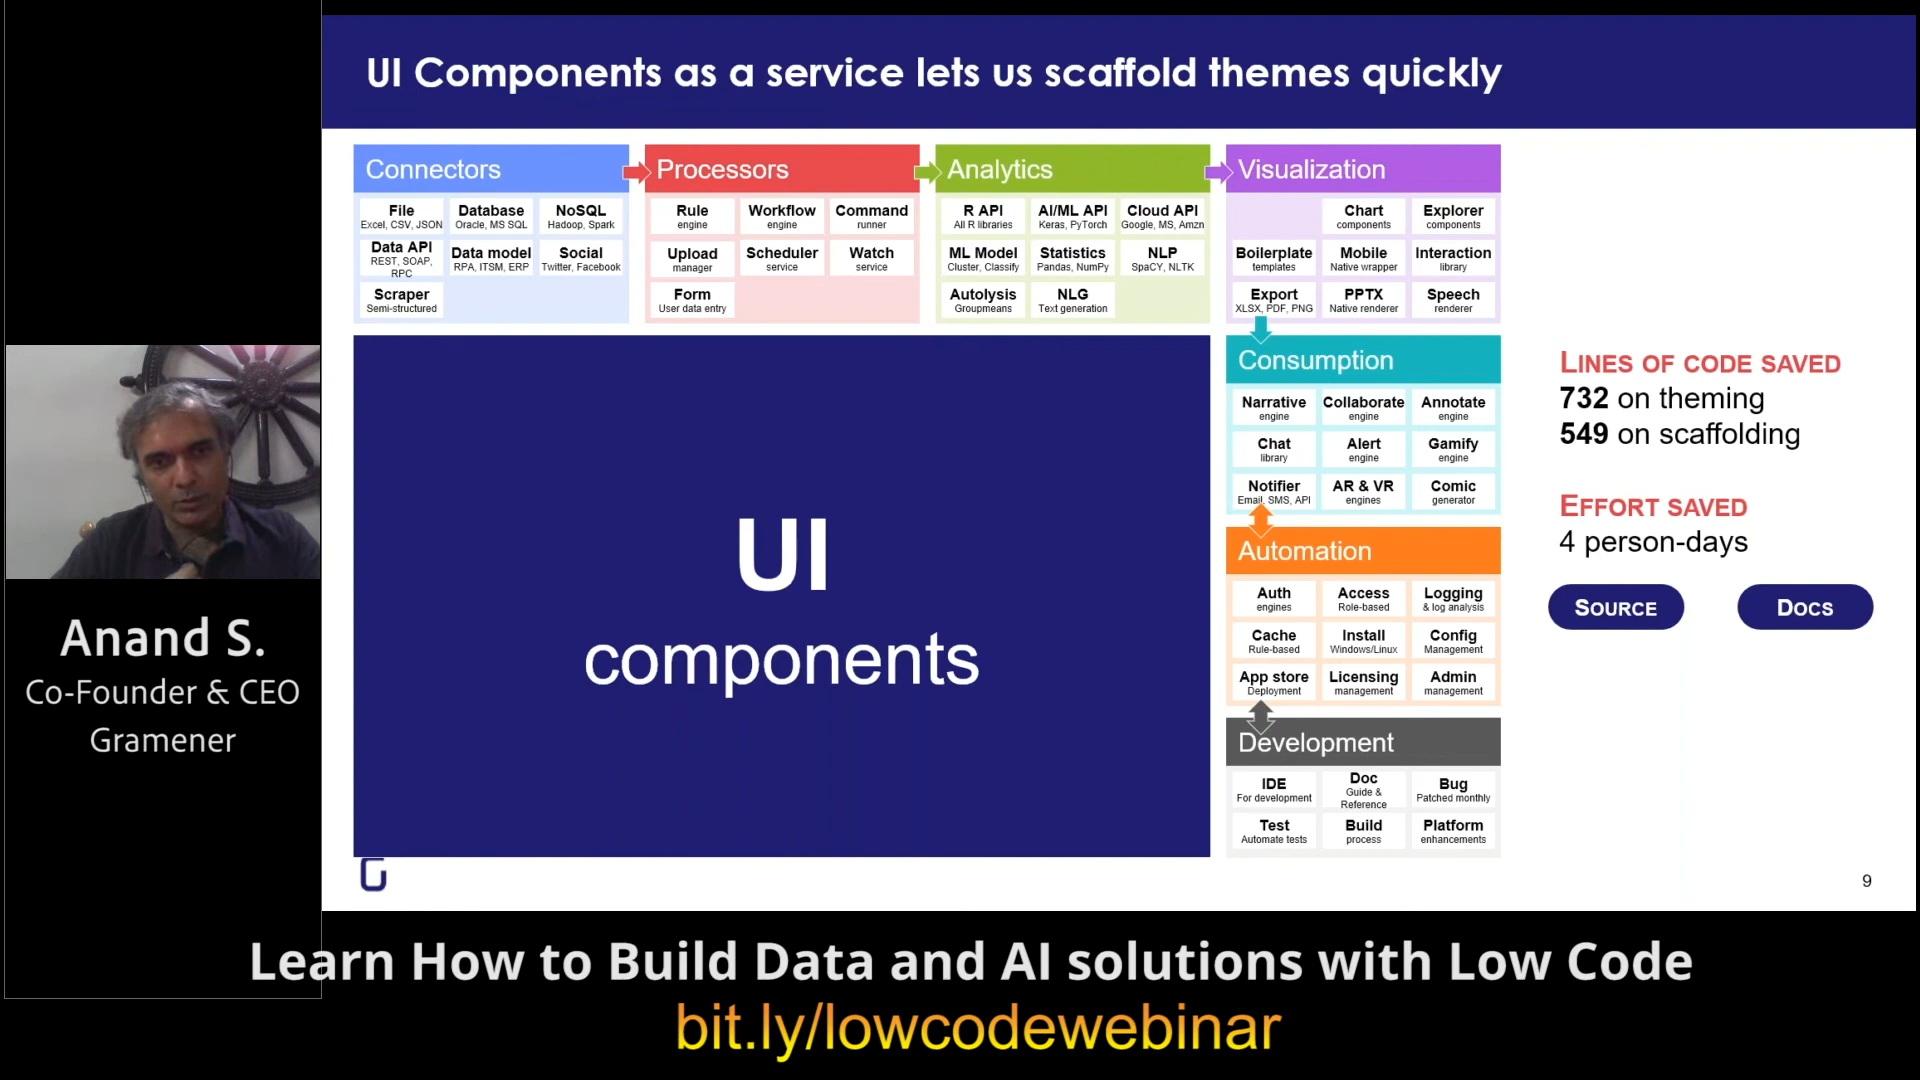 UI Components as a service lets us scaffold themes quickly
Connectors
File
Excel, CSV, JSON
Database
Oracle, MS SQL
NoSQL
Hadoop, Spark
Data API
REST, SOAP,
RPC
Data model
RPA, ITSM, ERP
Social
Twitter, Facebook
Scraper
Semi-structured
Processors
Rule
engine
Workflow
engine
Command
runner
Upload
manager
Scheduler
service
Watch
service
Form
User data entry
Analytics
R API
All R libraries
AI/ML API
Keras, PyTorch
Cloud API
Google, MS, Amzn
ML Model
Cluster, Classify
Statistics
Pandas, NumPy
NLP
SpaCY, NLTK
Autolysis
Groupmeans
NLG
Text generation
Visualization
Chart
components
Explorer
components
Boilerplate
templates
Mobile
Native wrapper
Interaction
library
Export
XLSX, PDF, PNG
PPTX
Native renderer
Speech
renderer
Consumption
Narrative
engine
Collaborate
engine
Annotate
engine
Chat
library
Alert
engine
Gamify
engine
Notifier
Email, SMS, API
AR & VR
engines
Comic
generator
Automation
Auth
engines
Access
Role-based
Logging
& log analysis
Cache
Rule-based
Install
Windows/Linux
Config
Management
App store
Deployment
Licensing
management
Admin
management
Development
IDE
For development
Doc
Guide &
Reference
Bug
Patched monthly
Test
Automate tests
Build
process
Platform
enhancements
UI
components
LINES OF CODE SAVED
732 on theming
549 on scaffolding
EFFORT SAVED
4 person-days
SOURCE
DOCS
9
Anand S.
Co-Founder & CEO
Gramener
Learn How to Build Data and AI solutions with Low Code
bit.ly/lowcodewebinar